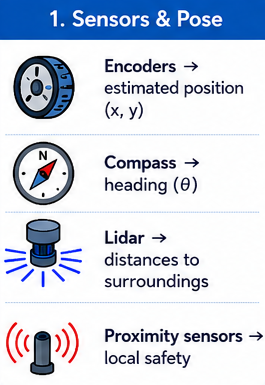 1. Sensors & Pose
Encoders →
estimated position
(x, y)
N
Compass →
heading (θ)
Lidar →
distances to
surroundings
Proximity sensors →
local safety